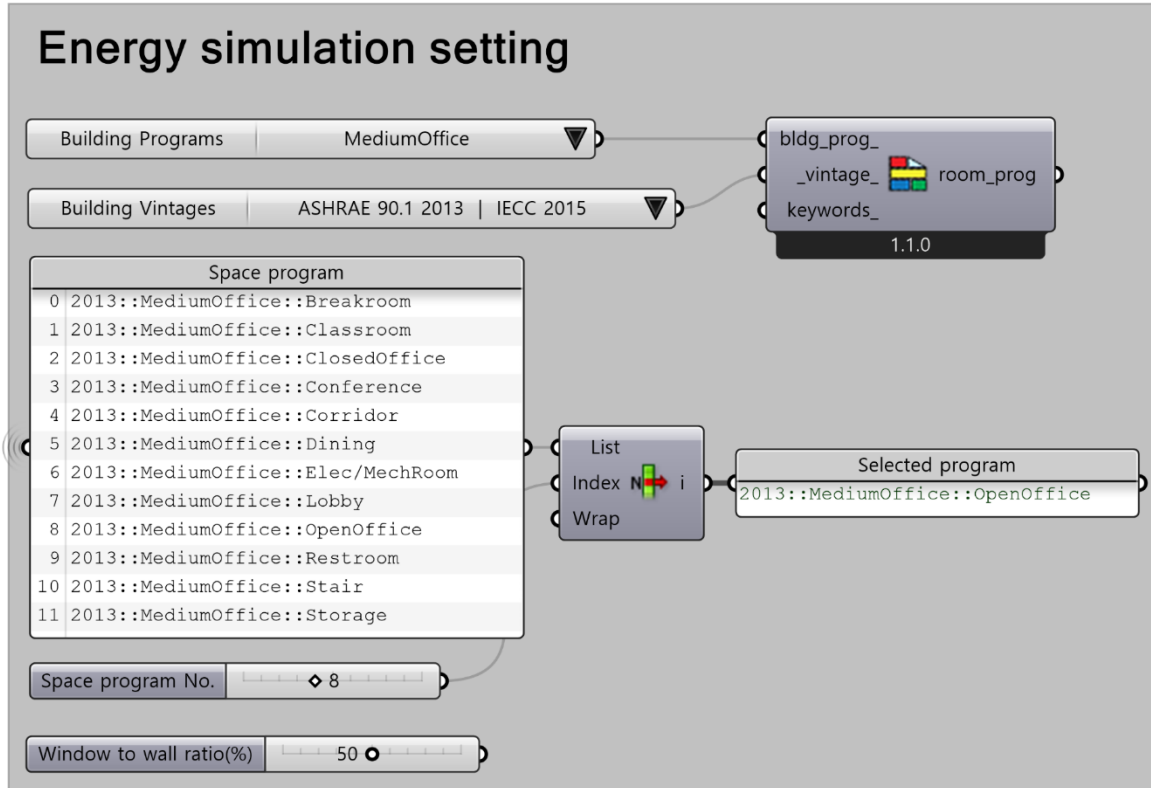 Energy simulation setting
Building Programs MediumOffice
bldg_prog_
_vintage_ room_prog
keywords_
1.1.0
Building Vintages ASHRAE 90.1 2013 | IECC 2015
Space program
0 2013::MediumOffice::Breakroom
1 2013::MediumOffice::Classroom
2 2013::MediumOffice::ClosedOffice
3 2013::MediumOffice::Conference
4 2013::MediumOffice::Corridor
5 2013::MediumOffice::Dining
6 2013::MediumOffice::Elec/MechRoom
7 2013::MediumOffice::Lobby
8 2013::MediumOffice::OpenOffice
9 2013::MediumOffice::Restroom
10 2013::MediumOffice::Stair
11 2013::MediumOffice::Storage
List
Index N i
Wrap
Selected program
2013::MediumOffice::OpenOffice
Space program No. 8
Window to wall ratio(%) 50